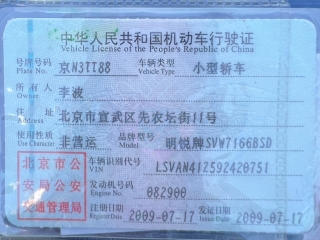 中华人民共和国机动车行驶证
Vehicle License of the People's Republic of China
号牌号码 京N3TT88 车辆类型 小型轿车
Plate No. Vehicle Type
所有人 李波
Owner
住址 北京市宣武区先农坛街11号
Address
使用性质 非营运 品牌型号 明锐牌SVW7166BSD
Use Character Model
北京市公 车辆识别代号 LSVAN41Z592420751
VIN
安局公安 发动机号码 082900
Engine No.
交通管理局 注册日期 2009-07-17 发证日期 2009-07-17
Register Date Issue Date